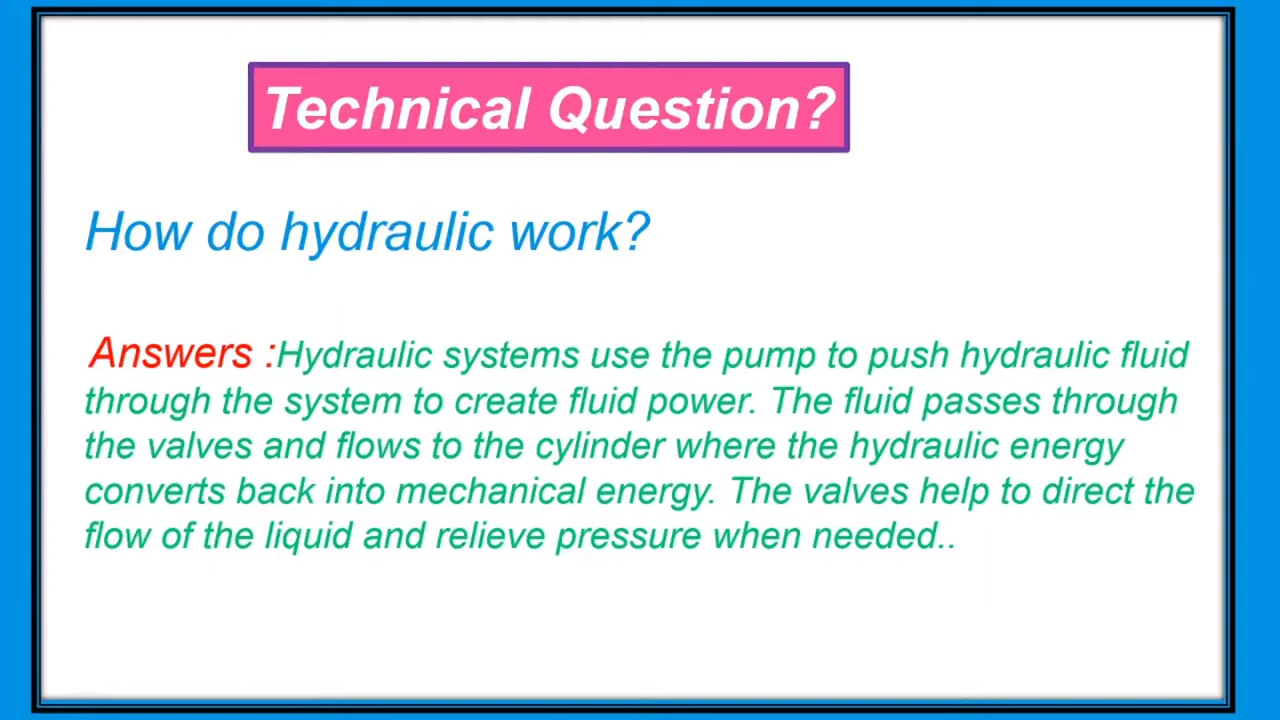 Technical Question?
How do hydraulic work?
Answers :Hydraulic systems use the pump to push hydraulic fluid
through the system to create fluid power. The fluid passes through
the valves and flows to the cylinder where the hydraulic energy
converts back into mechanical energy. The valves help to direct the
flow of the liquid and relieve pressure when needed..